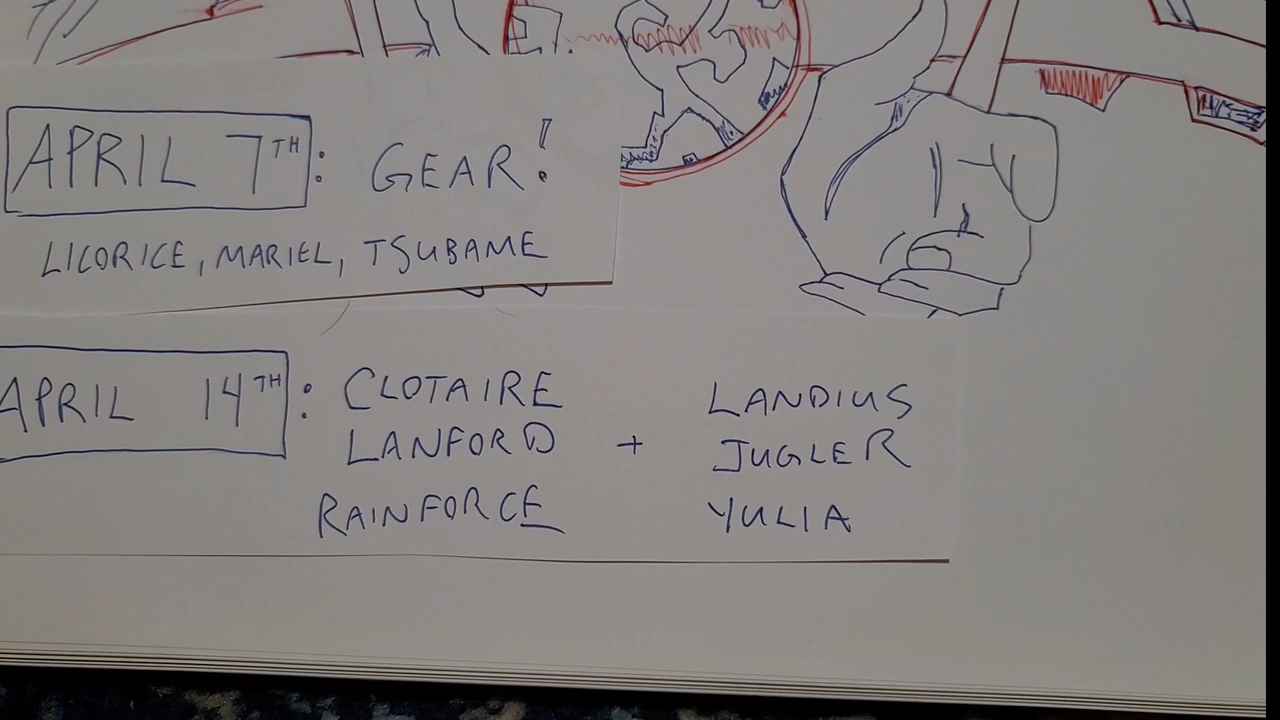 APRIL 7TH: GEAR!
LICORICE, MARIEL, TSUBAME
APRIL 14TH: CLOTAIRE LANDIUS
LANFORD + JUGLER
RAINFORCE YULIA